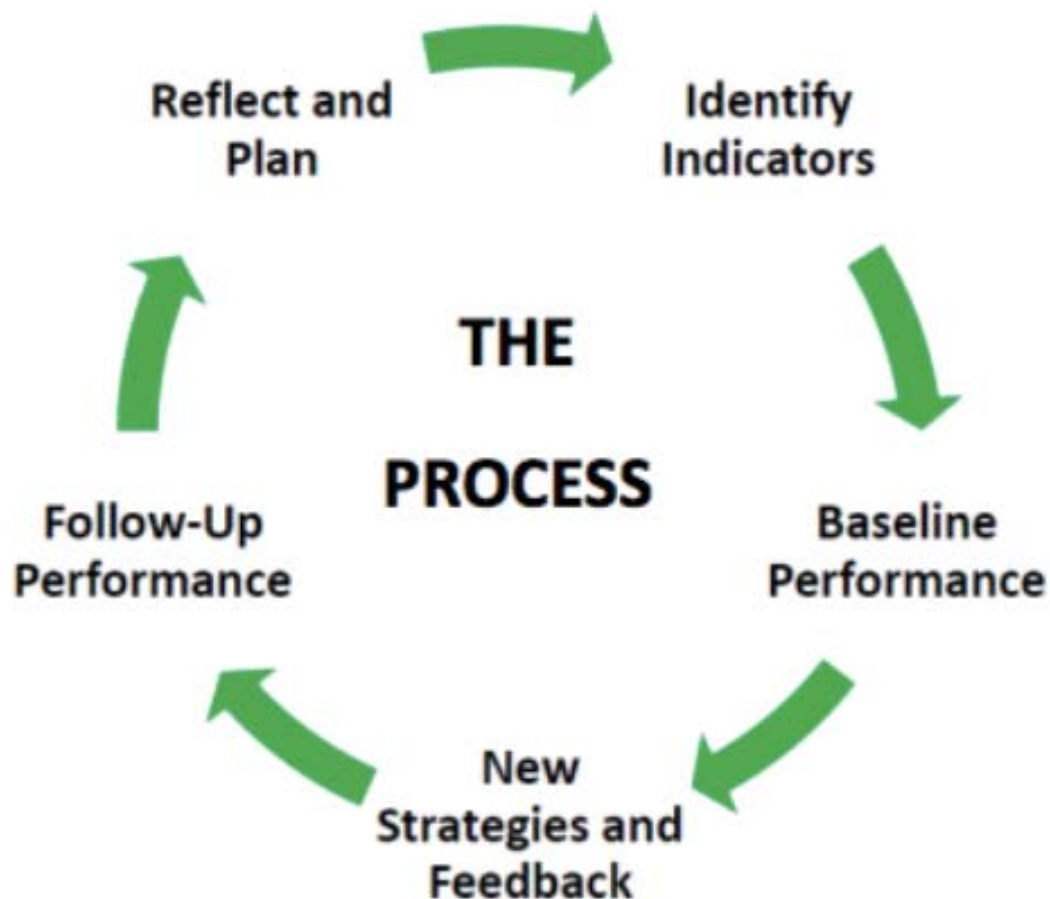 Reflect and
Plan
Identify
Indicators
THE
PROCESS
Baseline
Performance
New
Strategies and
Feedback
Follow-Up
Performance